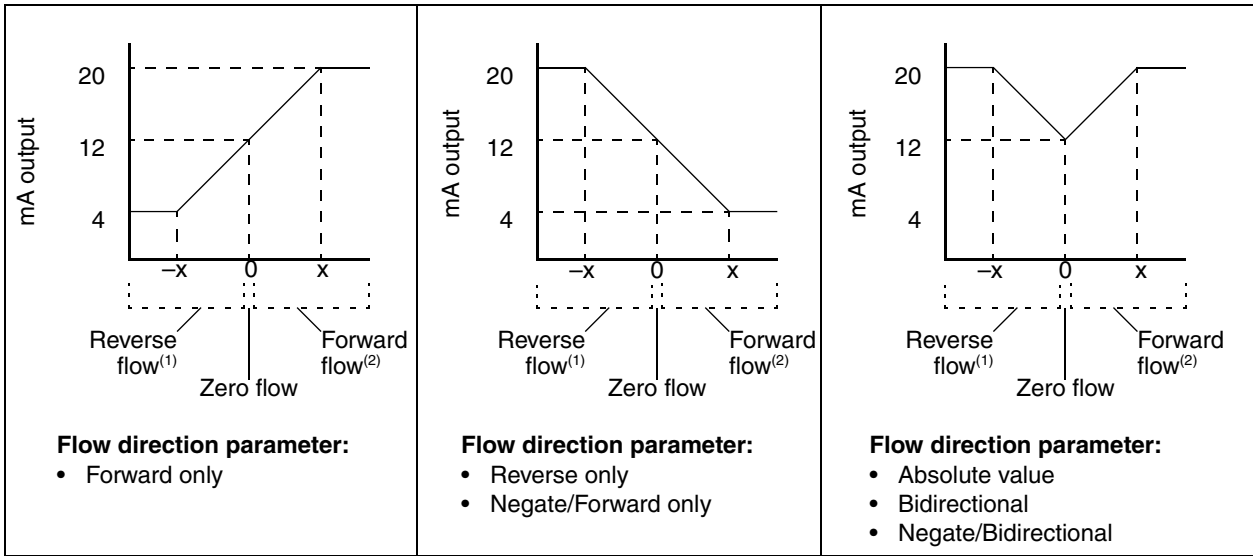 mA output
20
12
4
–x 0 x
Reverse flow(1)
Forward flow(2)
Zero flow
Flow direction parameter:
• Forward only
mA output
20
12
4
–x 0 x
Reverse flow(1)
Forward flow(2)
Zero flow
Flow direction parameter:
• Reverse only
• Negate/Forward only
mA output
20
12
4
–x 0 x
Reverse flow(1)
Forward flow(2)
Zero flow
Flow direction parameter:
• Absolute value
• Bidirectional
• Negate/Bidirectional